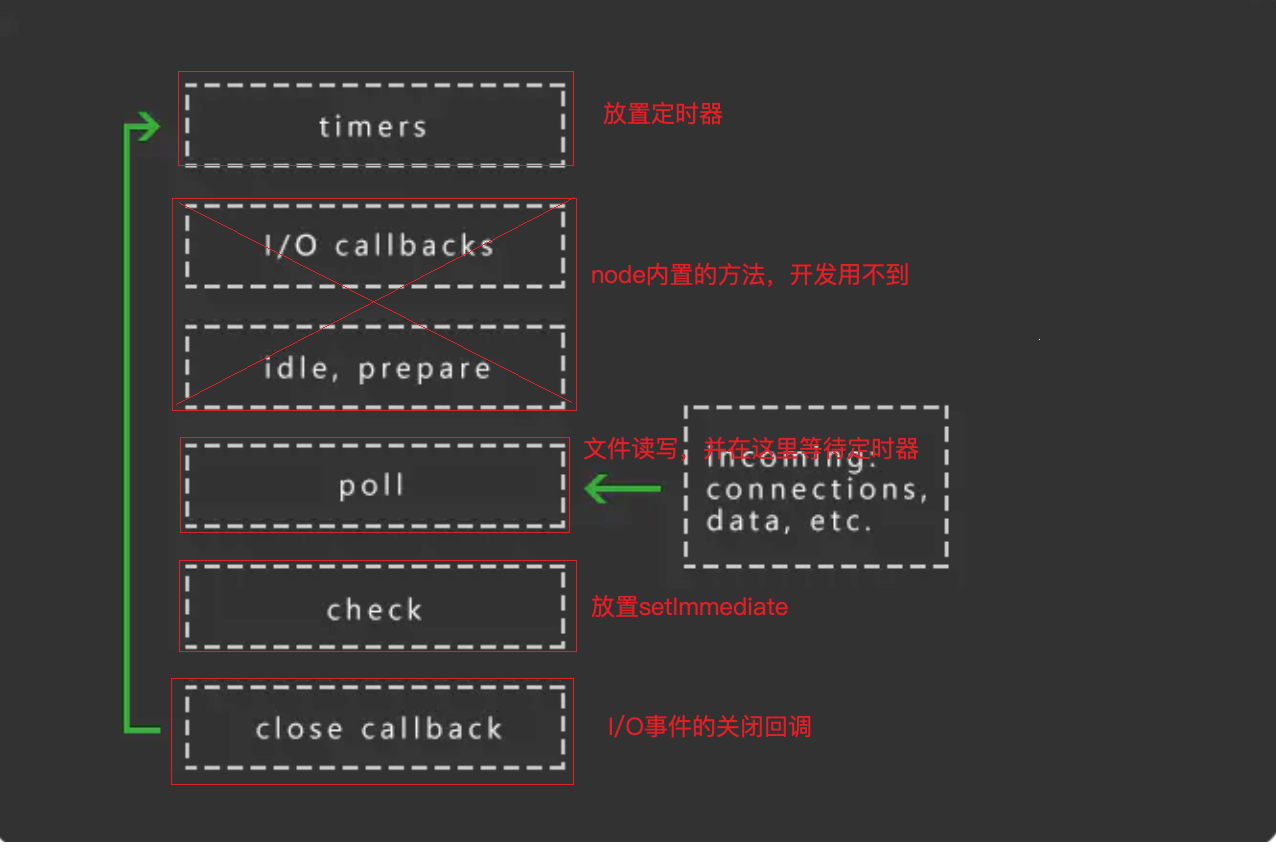 timers
放置定时器
I/O callbacks
node内置的方法，开发用不到
idle, prepare
文件读写，并在这里等待定时器
poll
incoming:
connections,
data, etc.
check
放置setImmediate
close callback
I/O事件的关闭回调